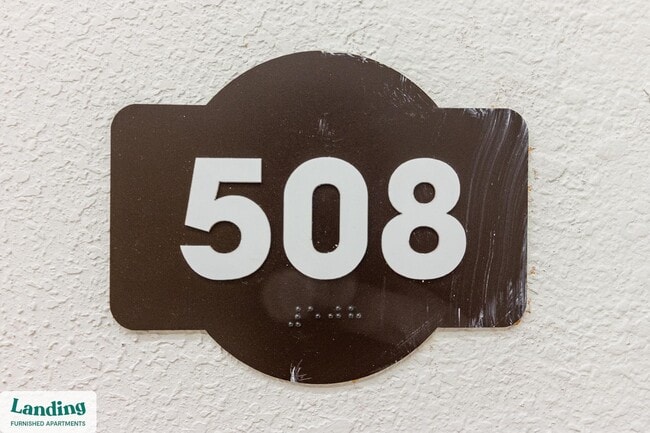 508
Landing
FURNISHED APARTMENTS